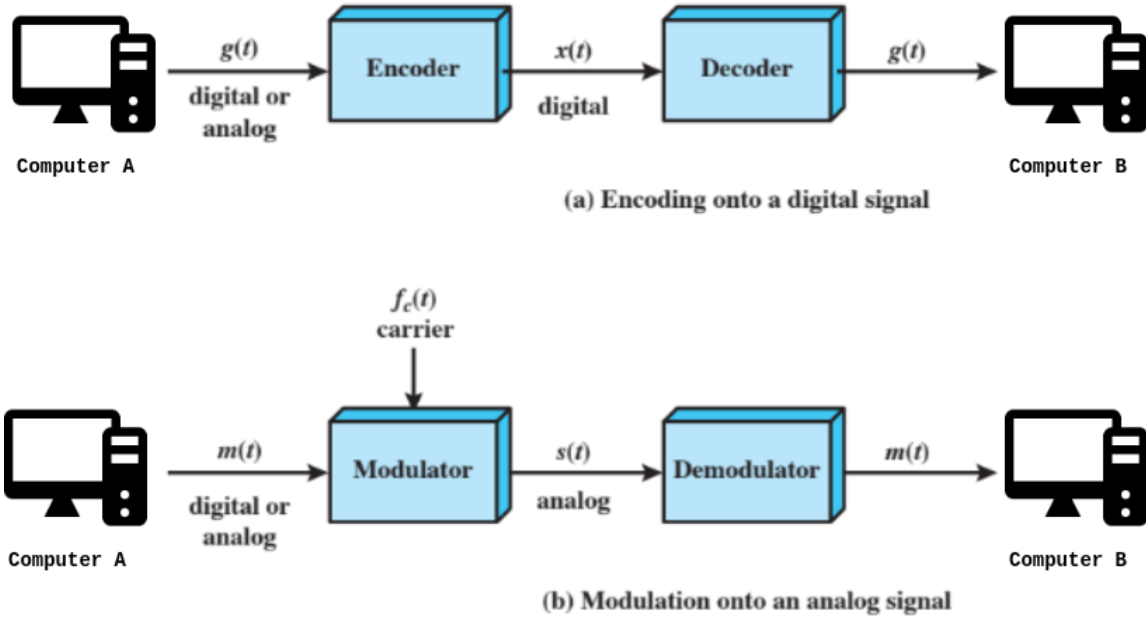 g(t)
digital or
analog
Encoder
x(t)
digital
Decoder
g(t)
Computer A
Computer B
(a) Encoding onto a digital signal
f_c(t)
carrier
m(t)
digital or
analog
Modulator
s(t)
analog
Demodulator
m(t)
Computer A
Computer B
(b) Modulation onto an analog signal